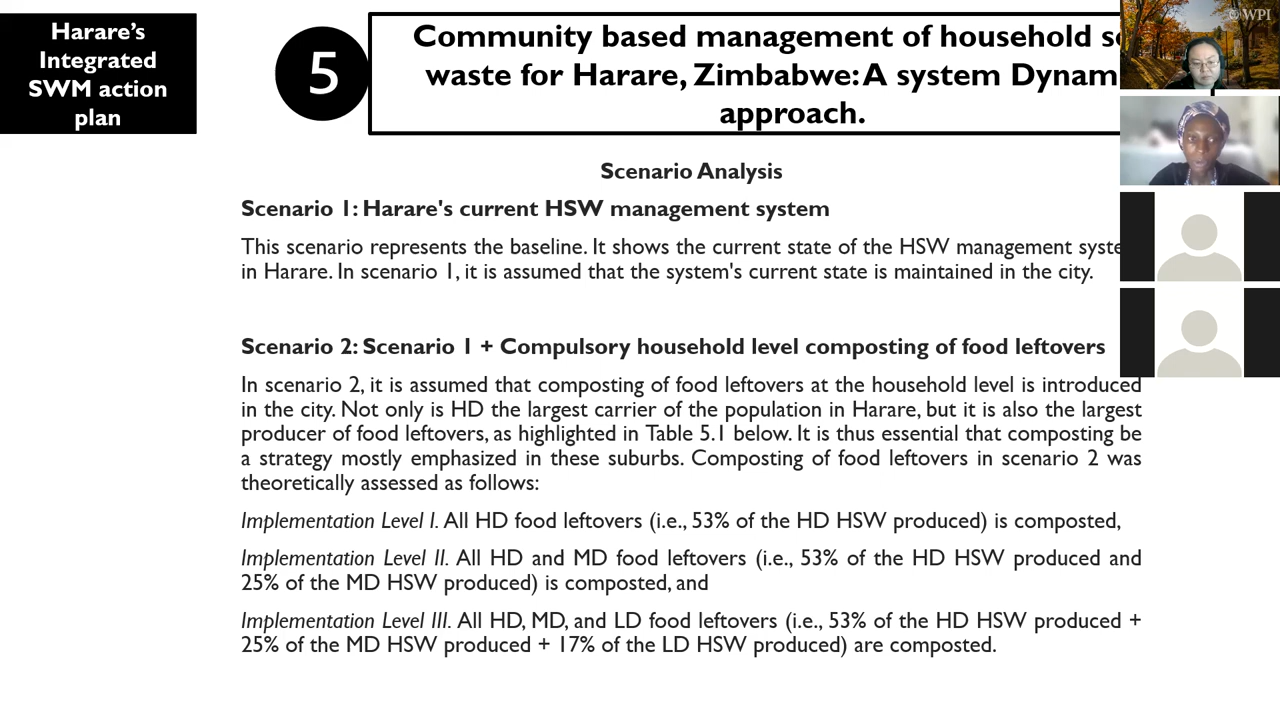 Harare's
Integrated
SWM action
plan
5
Community based management of household
waste for Harare, Zimbabwe: A system
approach.
© WPI
Scenario Analysis
Scenario 1: Harare's current HSW management system
This scenario represents the baseline. It shows the current state of the HSW management
in Harare. In scenario 1, it is assumed that the system's current state is maintained in the city.
Scenario 2: Scenario 1 + Compulsory household level composting of food leftovers
In scenario 2, it is assumed that composting of food leftovers at the household level is introduced
in the city. Not only is HD the largest carrier of the population in Harare, but it is also the largest
producer of food leftovers, as highlighted in Table 5.1 below. It is thus essential that composting be
a strategy mostly emphasized in these suburbs. Composting of food leftovers in scenario 2 was
theoretically assessed as follows:
Implementation Level I. All HD food leftovers (i.e., 53% of the HD HSW produced) is composted,
Implementation Level II. All HD and MD food leftovers (i.e., 53% of the HD HSW produced and
25% of the MD HSW produced) is composted, and
Implementation Level III. All HD, MD, and LD food leftovers (i.e., 53% of the HD HSW produced +
25% of the MD HSW produced + 17% of the LD HSW produced) are composted.